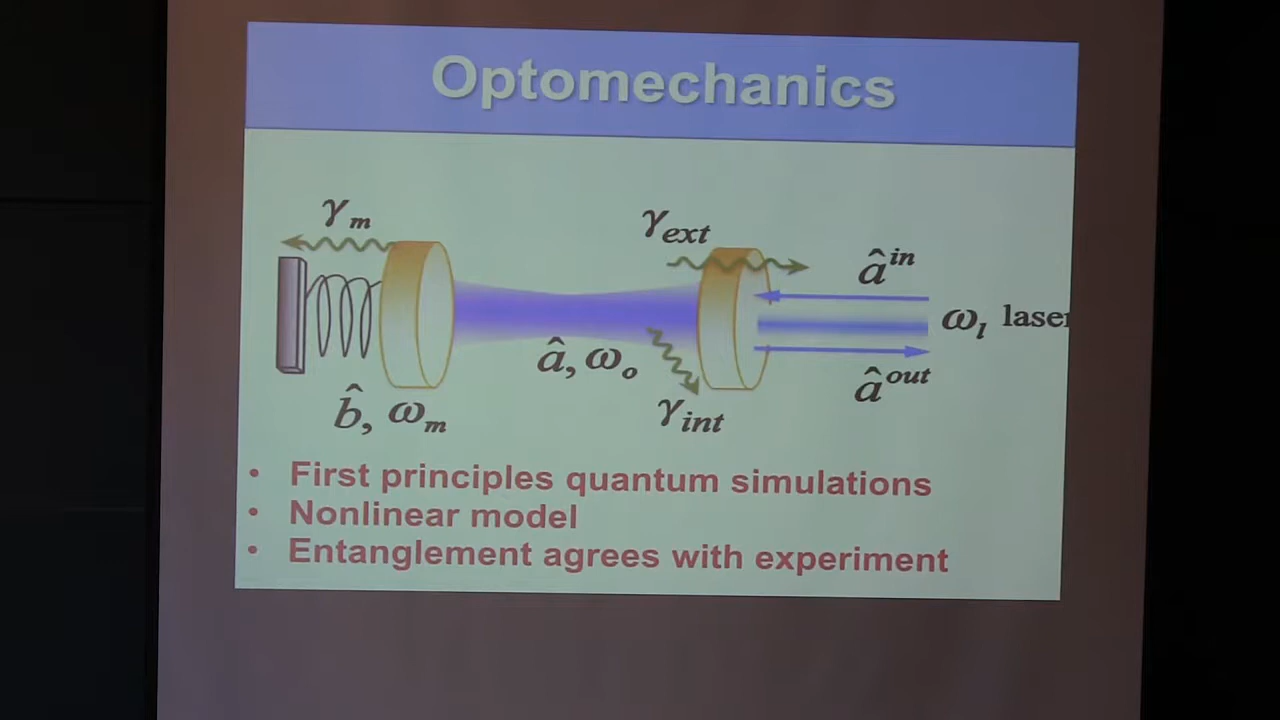 Optomechanics
γm
γext
âin
ωl laser
â, ωo
âout
b̂, ωm
γint
• First principles quantum simulations
• Nonlinear model
• Entanglement agrees with experiment